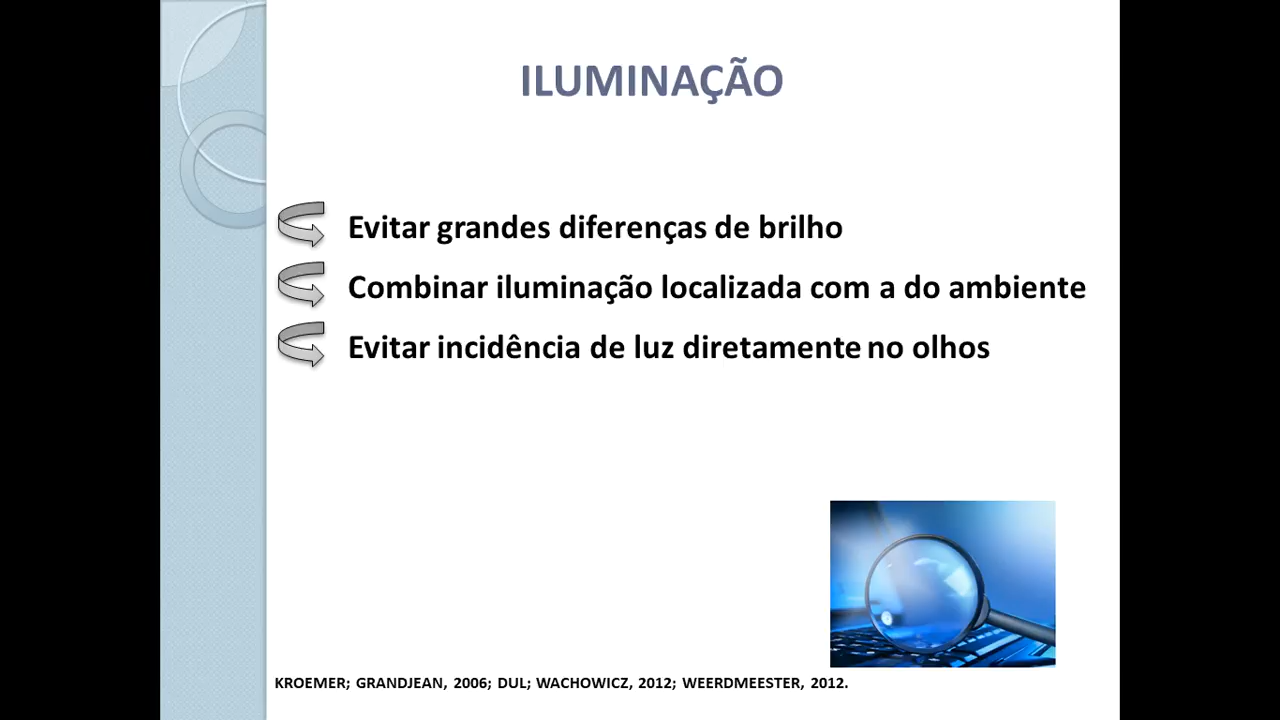 ILUMINAÇÃO
Evitar grandes diferenças de brilho
Combinar iluminação localizada com a do ambiente
Evitar incidência de luz diretamente no olhos
KROEMER; GRANDJEAN, 2006; DUL; WACHOWICZ, 2012; WEERDMEESTER, 2012.